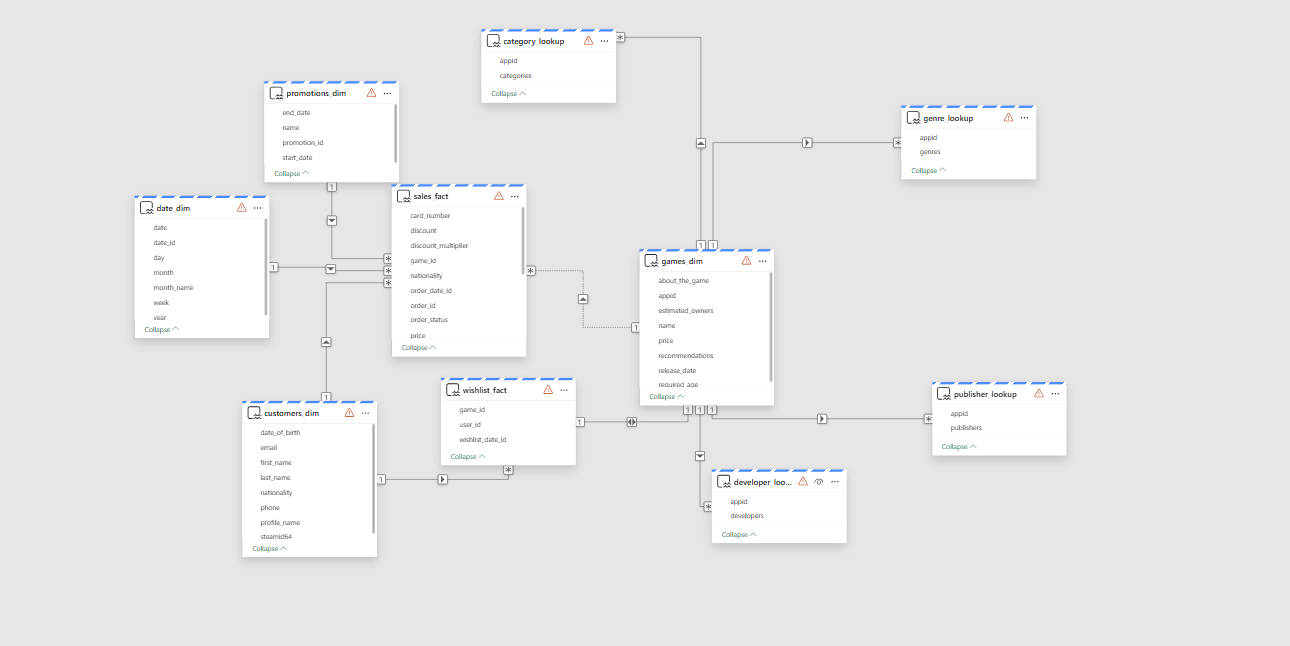 category_lookup
appid
categories
Collapse
*
promotions_dim
end_date
name
promotion_id
start_date
Collapse
1
genre_lookup
appid
genres
Collapse
*
date_dim
date
date_id
day
month
month_name
week
year
Collapse
1
sales_fact
card_number
discount
discount_multiplier
game_id
nationality
order_date_id
order_id
order_status
price
Collapse
*
*
*
*
1
1
games_dim
about_the_game
appid
estimated_owners
name
price
recommendations
release_date
required_age
Collapse
1
1
1
1
customers_dim
date_of_birth
email
first_name
last_name
nationality
phone
profile_name
steamid64
Collapse
1
1
wishlist_fact
game_id
user_id
wishlist_date_id
Collapse
1
*
publisher_lookup
appid
publishers
Collapse
*
developer_loo...
appid
developers
Collapse
*